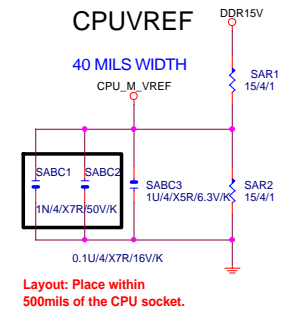 CPUVREF
DDR15V
40 MILS WIDTH
CPU_M_VREF
SAR1
15/4/1
SABC1
SABC2
SABC3
1U/4/X5R/6.3V/K
SAR2
15/4/1
1N/4/X7R/50V/K
0.1U/4/X7R/16V/K
Layout: Place within
500mils of the CPU socket.